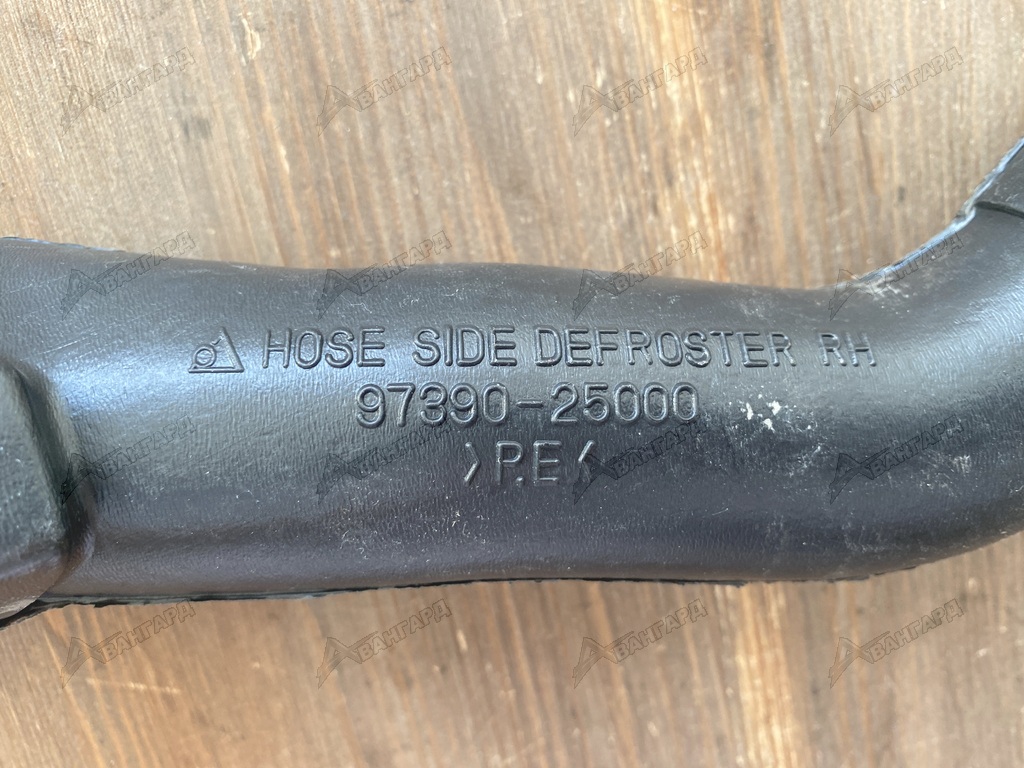 HOSE SIDE DEFROSTER RH
97390-25000
>P.E<
АВАНГАРД